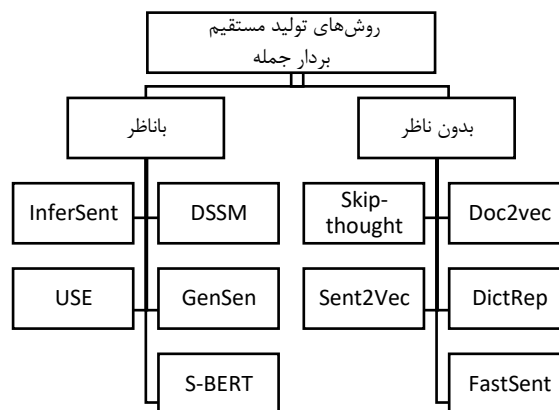 روش‌های تولید مستقیم
بردار جمله
بدون ناظر
باناظر
Doc2vec
Skip-
thought
DSSM
InferSent
DictRep
Sent2Vec
GenSen
USE
FastSent
S-BERT